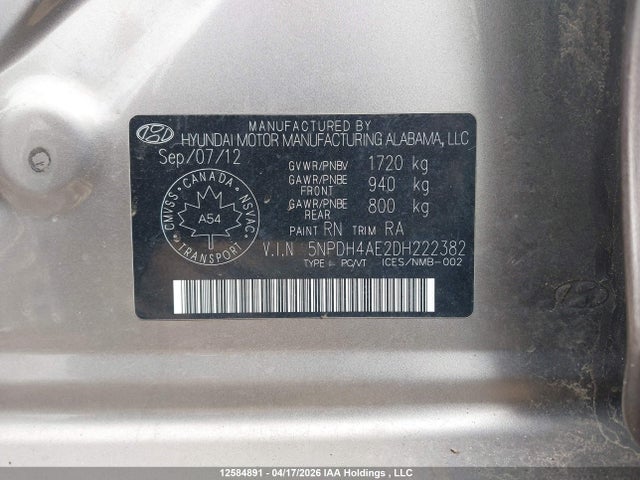 MANUFACTURED BY
HYUNDAI MOTOR MANUFACTURING ALABAMA, LLC
Sep/07/12
GVWR/PNBV 1720 kg
GAWR/PNBE FRONT 940 kg
GAWR/PNBE REAR 800 kg
CANADA
CMVSS NSVAC
A54
TRANSPORT
PAINT RN TRIM RA
V.I.N 5NPDH4AE2DH222382
TYPE : PC/VT ICES/NMB-002
12584891 - 04/17/2026 IAA Holdings , LLC